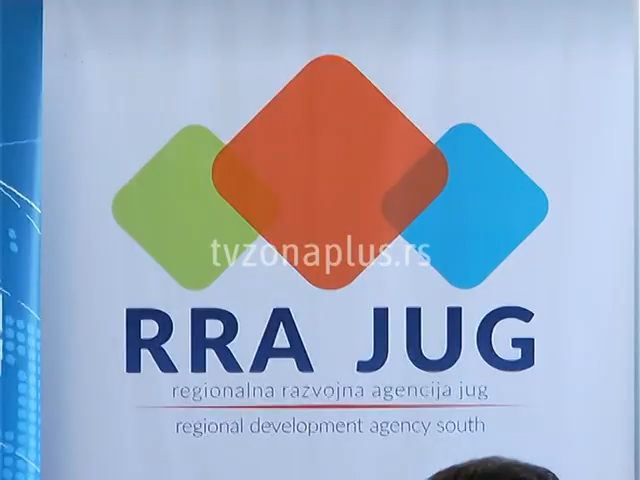 tvzonaplus.rs
RRA JUG
regionalna razvojna agencija jug
regional development agency south